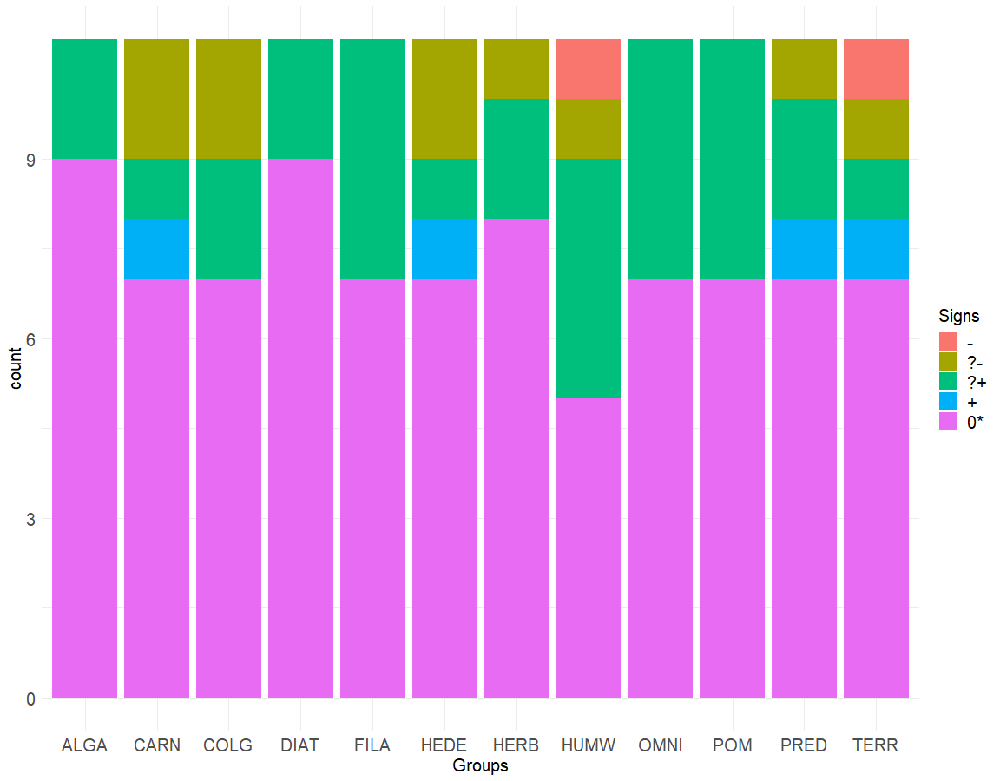 count
9
6
3
0
ALGA CARN COLG DIAT FILA HEDE HERB HUMW OMNI POM PRED TERR
Groups
Signs
-
?-
?+
+
0*